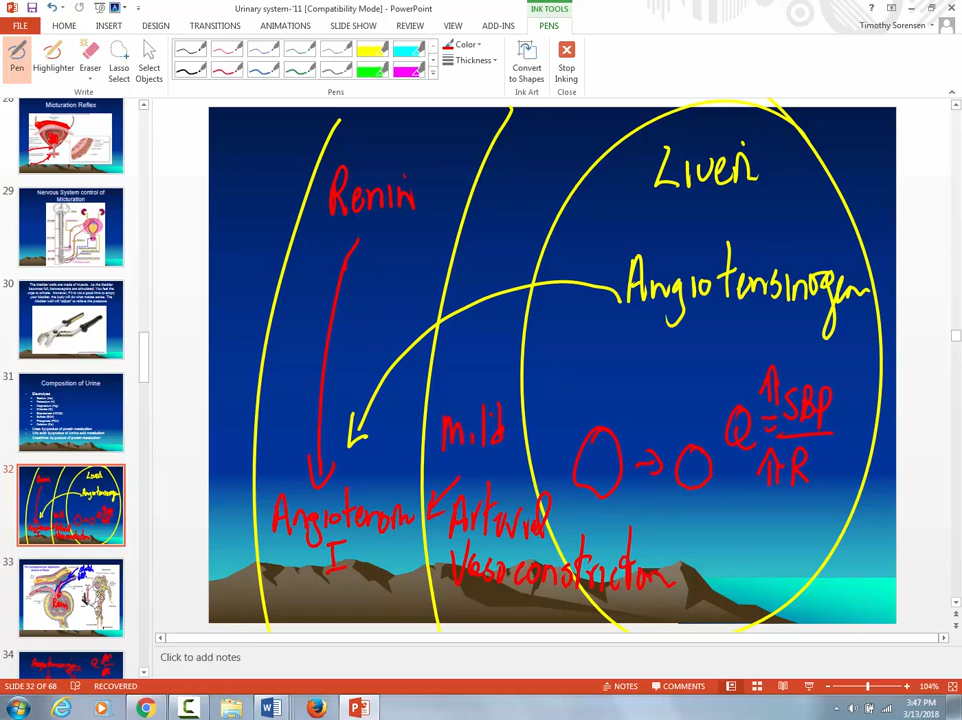 Urinary system-'11 [Compatibility Mode] - PowerPoint
INK TOOLS
FILE
HOME
INSERT
DESIGN
TRANSITIONS
ANIMATIONS
SLIDE SHOW
REVIEW
VIEW
ADD-INS
PENS
Timothy Sorensen
Pen
Highlighter
Eraser
Lasso
Select
Select
Objects
Color
Thickness
Convert
to Shapes
Stop
Inking
Write
Pens
Ink Art
Close
28
Micturation Reflex
29
Nervous System control of
Micturation
30
31
Composition of Urine
32
33
34
Liver
Renin
Angiotensinogen
Mild
Q = ↑SBP
↑R
Angiotensin
I
Arterial
Vasoconstriction
Click to add notes
SLIDE 32 OF 68
RECOVERED
NOTES
COMMENTS
104%
3:47 PM
3/13/2018